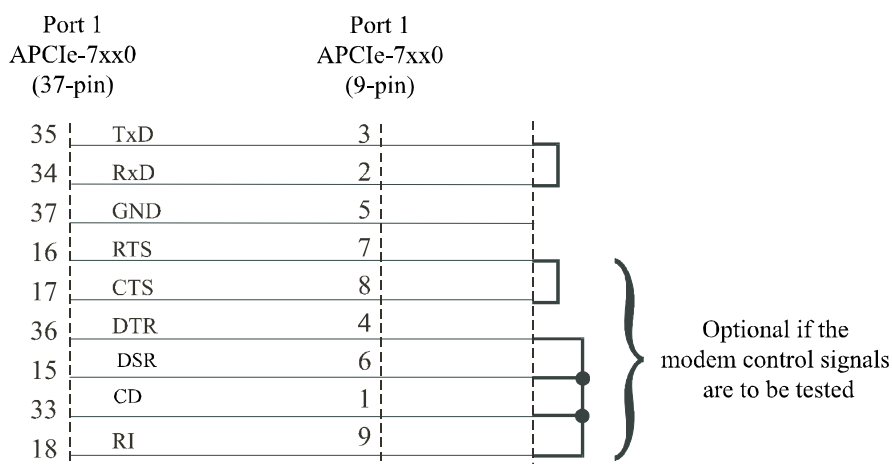 Port 1 Port 1
APCIe-7xx0 APCIe-7xx0
(37-pin) (9-pin)
35 TxD 3
34 RxD 2
37 GND 5
16 RTS 7
17 CTS 8
36 DTR 4
15 DSR 6
33 CD 1
18 RI 9
Optional if the
modem control signals
are to be tested